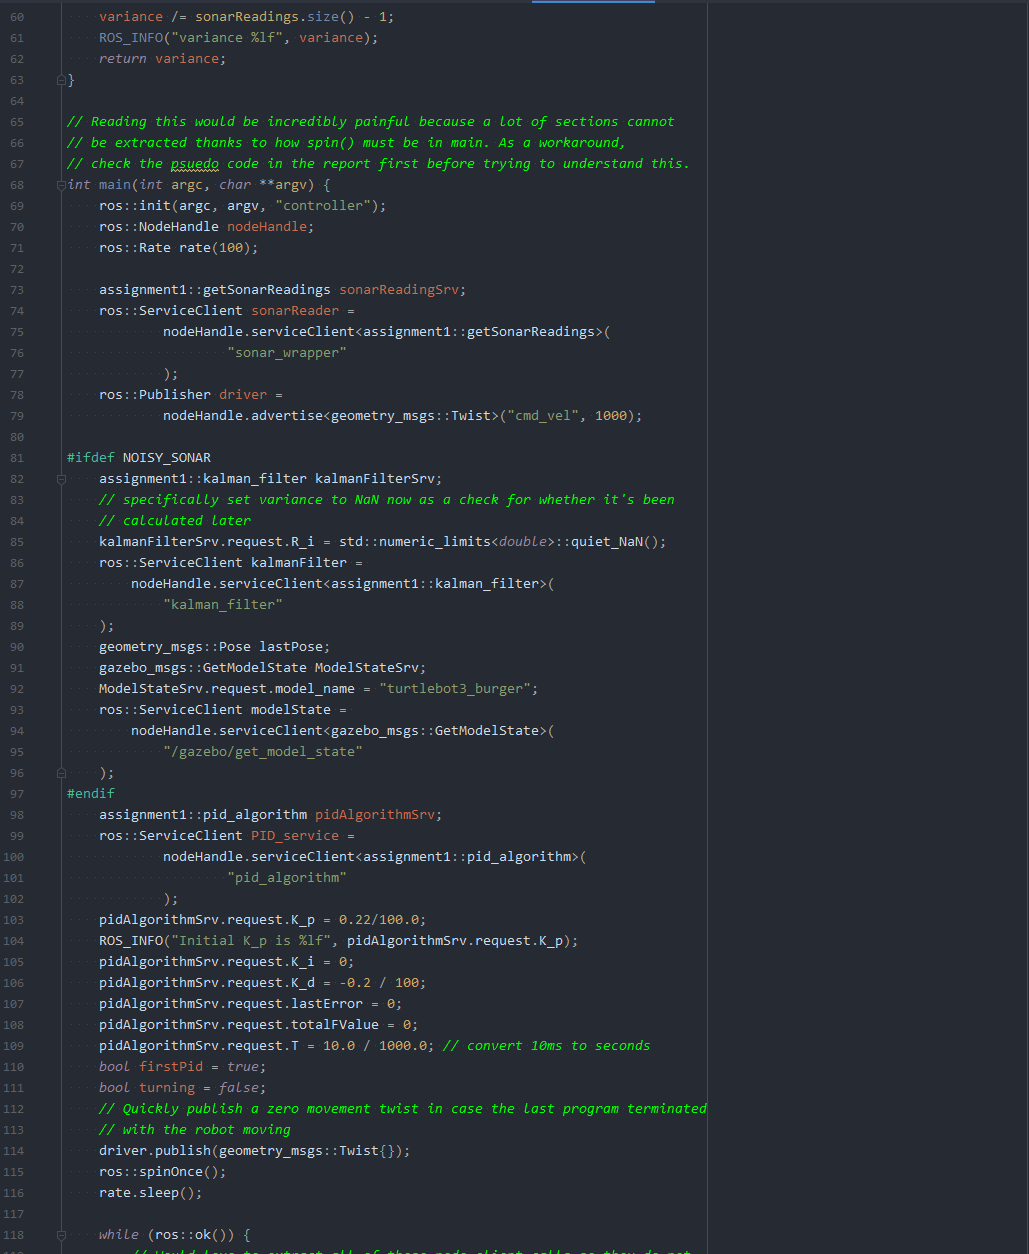 60 variance /= sonarReadings.size() - 1;
61 ROS_INFO("variance %lf", variance);
62 return variance;
63 }
64
65 // Reading this would be incredibly painful because a lot of sections cannot
66 // be extracted thanks to how spin() must be in main. As a workaround,
67 // check the psuedo code in the report first before trying to understand this.
68 int main(int argc, char **argv) {
69 ros::init(argc, argv, "controller");
70 ros::NodeHandle nodeHandle;
71 ros::Rate rate(100);
72
73 assignment1::getSonarReadings sonarReadingSrv;
74 ros::ServiceClient sonarReader =
75 nodeHandle.serviceClient<assignment1::getSonarReadings>(
76 "sonar_wrapper"
77 );
78 ros::Publisher driver =
79 nodeHandle.advertise<geometry_msgs::Twist>("cmd_vel", 1000);
80
81 #ifdef NOISY_SONAR
82 assignment1::kalman_filter kalmanFilterSrv;
83 // specifically set variance to NaN now as a check for whether it's been
84 // calculated later
85 kalmanFilterSrv.request.R_i = std::numeric_limits<double>::quiet_NaN();
86 ros::ServiceClient kalmanFilter =
87 nodeHandle.serviceClient<assignment1::kalman_filter>(
88 "kalman_filter"
89 );
90 geometry_msgs::Pose lastPose;
91 gazebo_msgs::GetModelState ModelStateSrv;
92 ModelStateSrv.request.model_name = "turtlebot3_burger";
93 ros::ServiceClient modelState =
94 nodeHandle.serviceClient<gazebo_msgs::GetModelState>(
95 "/gazebo/get_model_state"
96 );
97 #endif
98 assignment1::pid_algorithm pidAlgorithmSrv;
99 ros::ServiceClient PID_service =
100 nodeHandle.serviceClient<assignment1::pid_algorithm>(
101 "pid_algorithm"
102 );
103 pidAlgorithmSrv.request.K_p = 0.22/100.0;
104 ROS_INFO("Initial K_p is %lf", pidAlgorithmSrv.request.K_p);
105 pidAlgorithmSrv.request.K_i = 0;
106 pidAlgorithmSrv.request.K_d = -0.2 / 100;
107 pidAlgorithmSrv.request.lastError = 0;
108 pidAlgorithmSrv.request.totalFValue = 0;
109 pidAlgorithmSrv.request.T = 10.0 / 1000.0; // convert 10ms to seconds
110 bool firstPid = true;
111 bool turning = false;
112 // Quickly publish a zero movement twist in case the last program terminated
113 // with the robot moving
114 driver.publish(geometry_msgs::Twist{});
115 ros::spinOnce();
116 rate.sleep();
117
118 while (ros::ok()) {